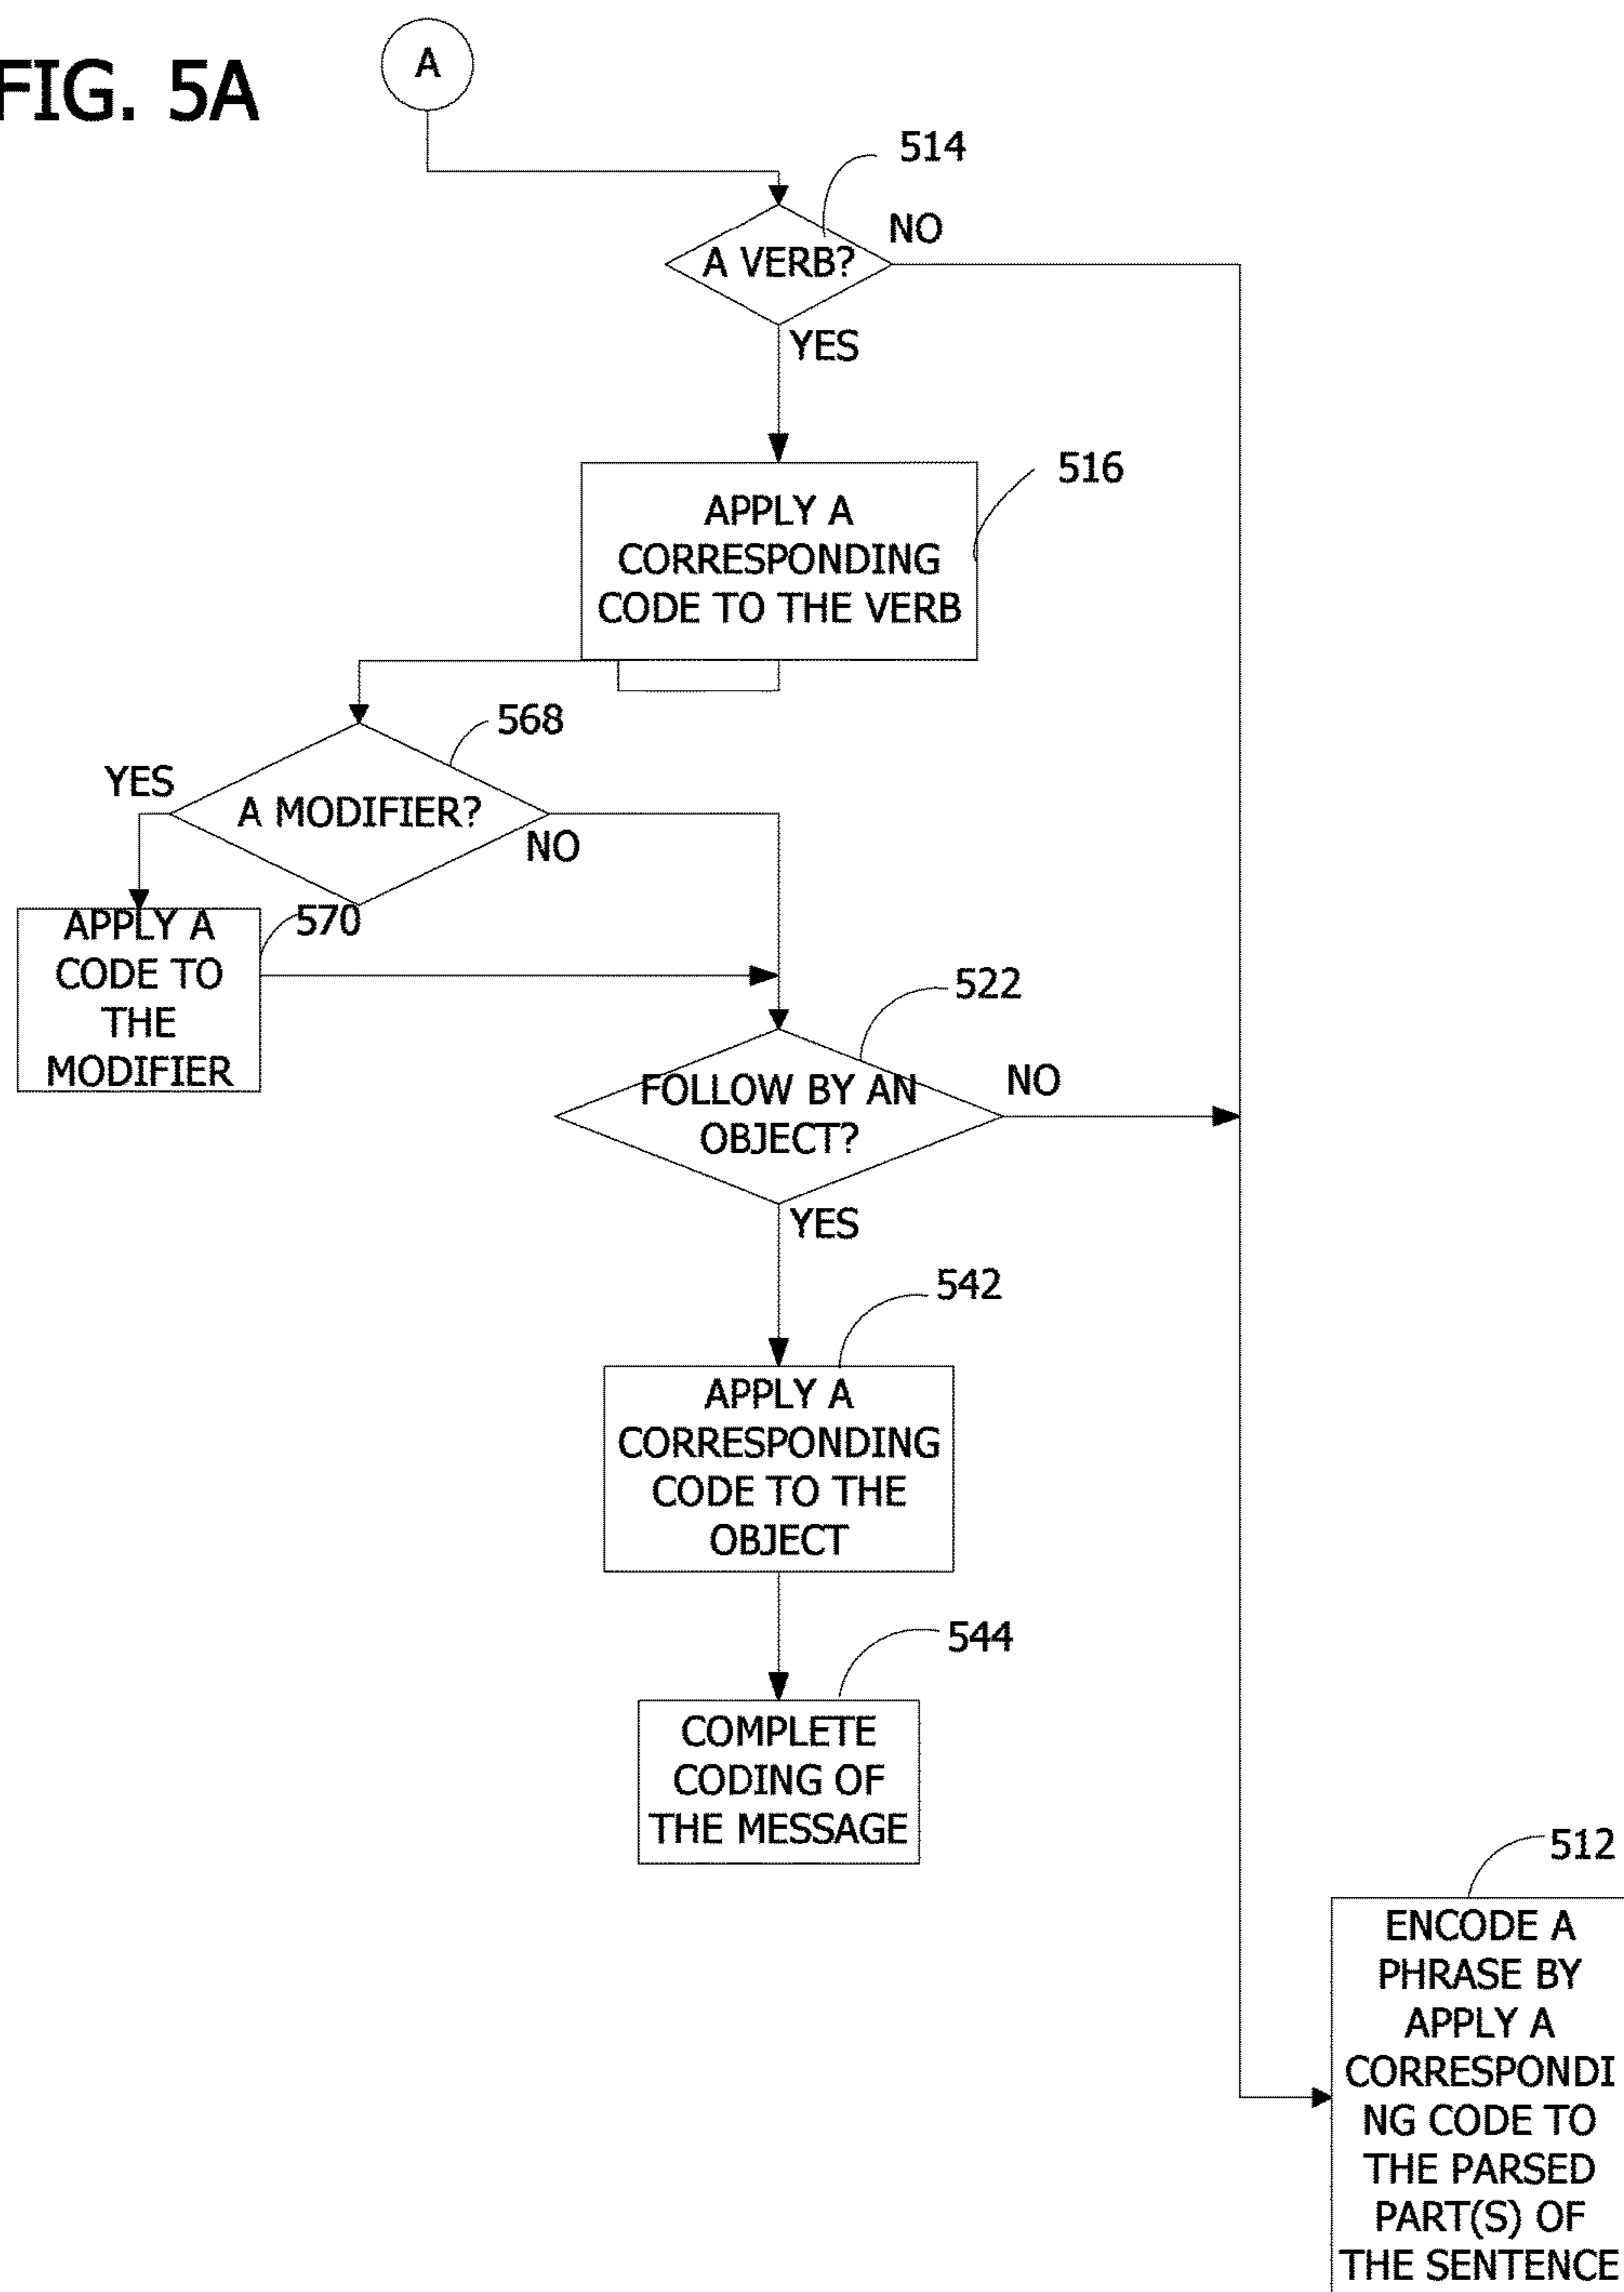 FIG. 5A
A
514
A VERB?
NO
YES
516
APPLY A
CORRESPONDING
CODE TO THE VERB
568
YES
A MODIFIER?
NO
570
APPLY A
CODE TO
THE
MODIFIER
522
FOLLOW BY AN
OBJECT?
NO
YES
542
APPLY A
CORRESPONDING
CODE TO THE
OBJECT
544
COMPLETE
CODING OF
THE MESSAGE
512
ENCODE A
PHRASE BY
APPLY A
CORRESPONDI
NG CODE TO
THE PARSED
PART(S) OF
THE SENTENCE